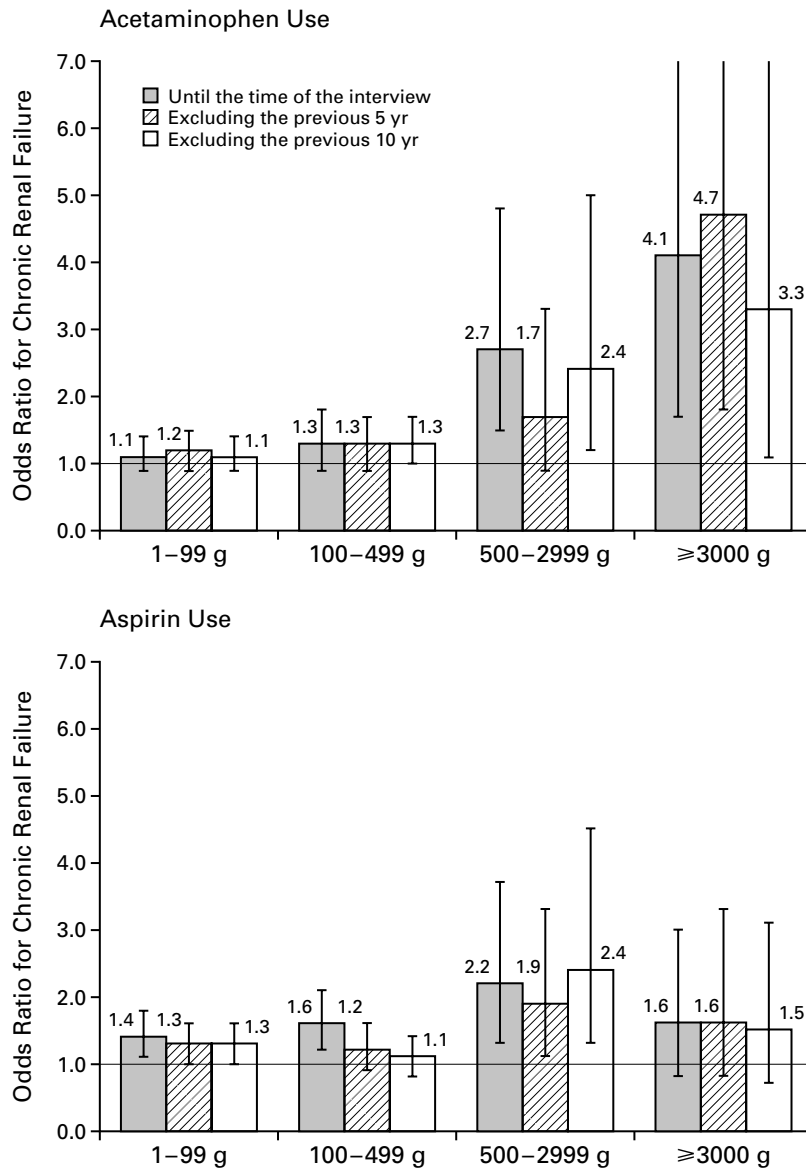 Acetaminophen Use
Odds Ratio for Chronic Renal Failure
7.0
6.0
5.0
4.0
3.0
2.0
1.0
0.0
Until the time of the interview
Excluding the previous 5 yr
Excluding the previous 10 yr
1.1
1.2
1.1
1.3
1.3
1.3
2.7
1.7
2.4
4.1
4.7
3.3
1–99 g
100–499 g
500–2999 g
⩾3000 g
Aspirin Use
Odds Ratio for Chronic Renal Failure
7.0
6.0
5.0
4.0
3.0
2.0
1.0
0.0
1.4
1.3
1.3
1.6
1.2
1.1
2.2
1.9
2.4
1.6
1.6
1.5
1–99 g
100–499 g
500–2999 g
⩾3000 g